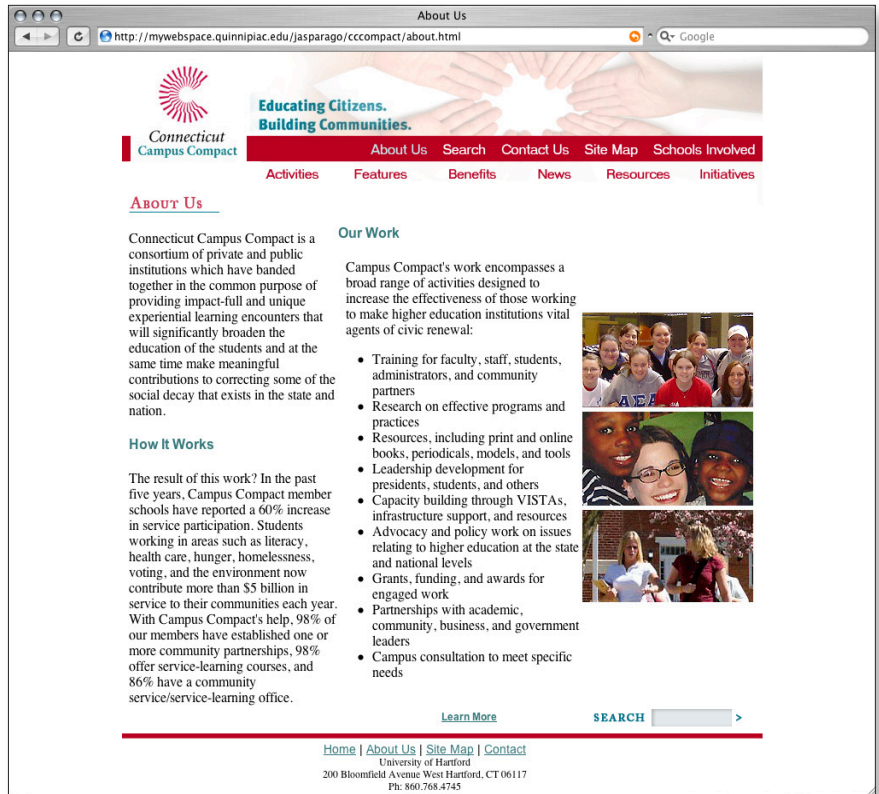 About Us
http://mywebspace.quinnipiac.edu/jasparago/cccompact/about.html
Google
Educating Citizens.
Building Communities.
Connecticut
Campus Compact
About Us Search Contact Us Site Map Schools Involved
Activities Features Benefits News Resources Initiatives
About Us
Connecticut Campus Compact is a
consortium of private and public
institutions which have banded
together in the common purpose of
providing impact-full and unique
experiential learning encounters that
will significantly broaden the
education of the students and at the
same time make meaningful
contributions to correcting some of the
social decay that exists in the state and
nation.
How It Works
The result of this work? In the past
five years, Campus Compact member
schools have reported a 60% increase
in service participation. Students
working in areas such as literacy,
health care, hunger, homelessness,
voting, and the environment now
contribute more than $5 billion in
service to their communities each year.
With Campus Compact's help, 98% of
our members have established one or
more community partnerships, 98%
offer service-learning courses, and
86% have a community
service/service-learning office.
Our Work
Campus Compact's work encompasses a
broad range of activities designed to
increase the effectiveness of those working
to make higher education institutions vital
agents of civic renewal:
• Training for faculty, staff, students,
administrators, and community
partners
• Research on effective programs and
practices
• Resources, including print and online
books, periodicals, models, and tools
• Leadership development for
presidents, students, and others
• Capacity building through VISTAs,
infrastructure support, and resources
• Advocacy and policy work on issues
relating to higher education at the state
and national levels
• Grants, funding, and awards for
engaged work
• Partnerships with academic,
community, business, and government
leaders
• Campus consultation to meet specific
needs
Learn More
SEARCH >
Home | About Us | Site Map | Contact
University of Hartford
200 Bloomfield Avenue West Hartford, CT 06117
Ph: 860.768.4745